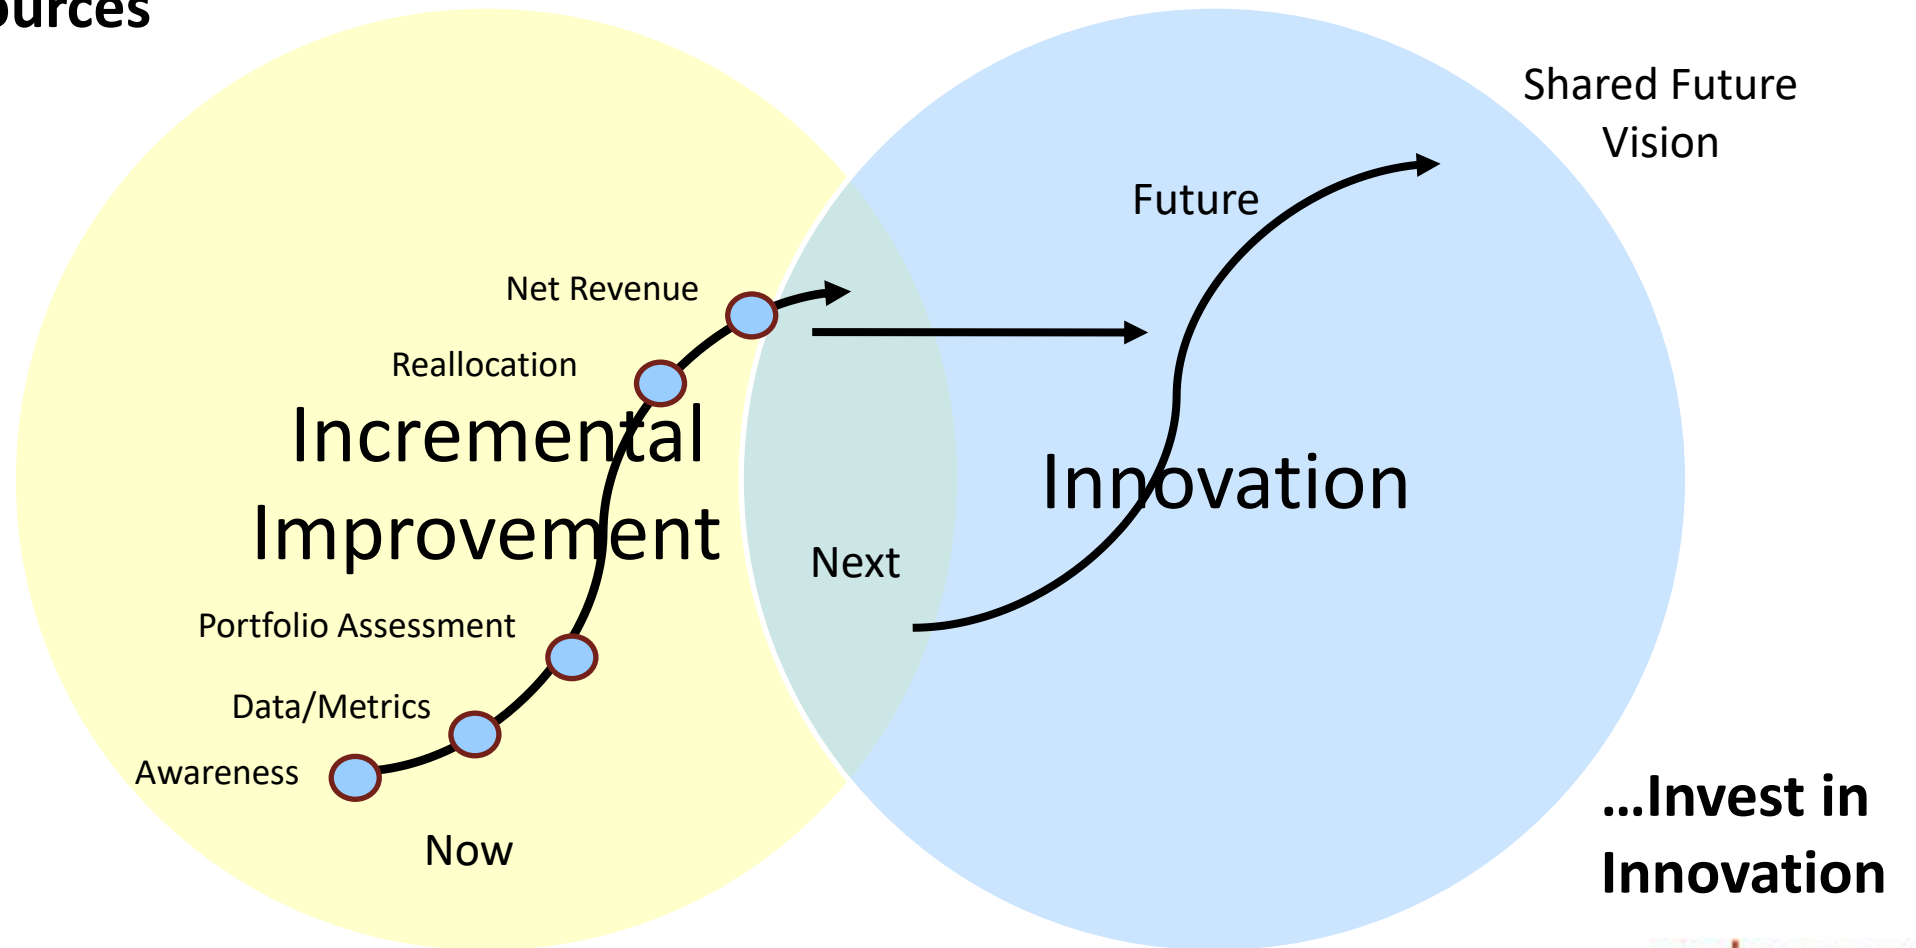 Shared Future
Vision
Future
Net Revenue
Reallocation
Incremental
Improvement
Innovation
Next
Portfolio Assessment
Data/Metrics
Awareness
Now
...Invest in
Innovation